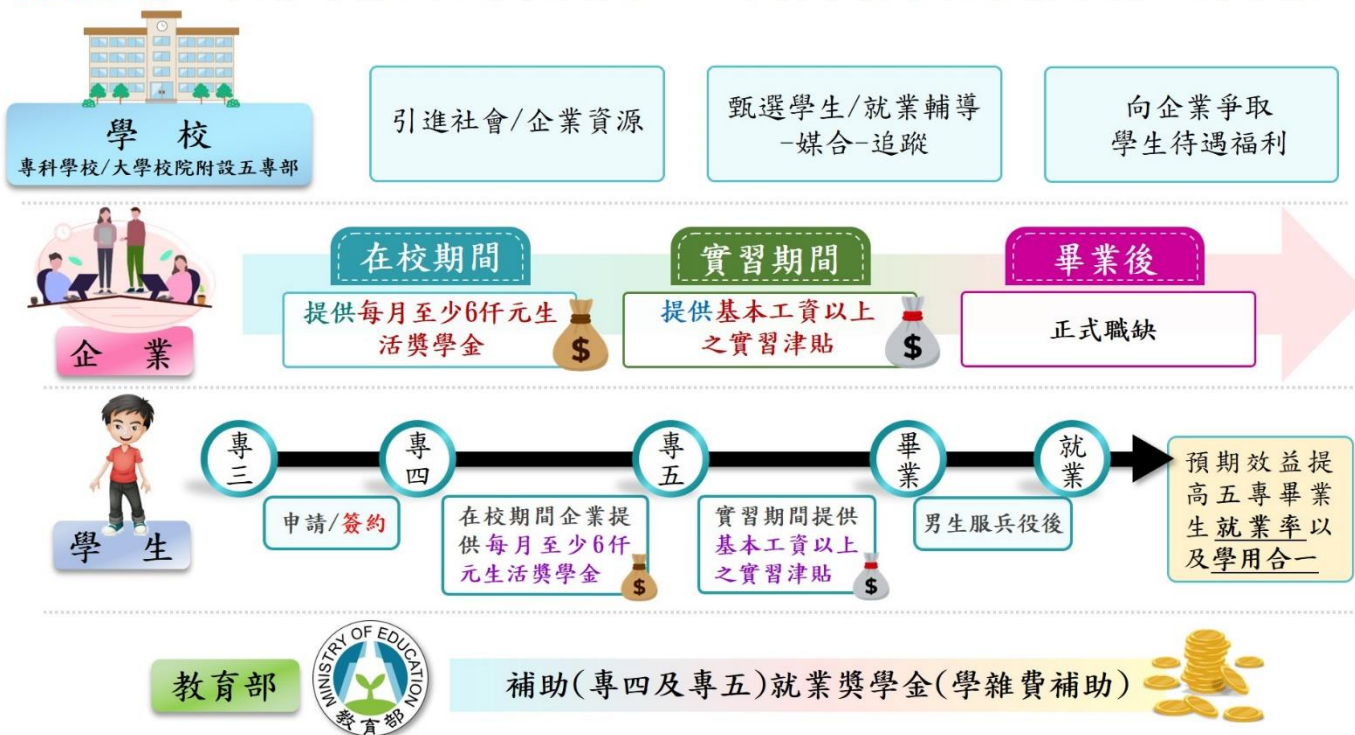 學 校
專科學校/大學校院附設五專部
引進社會/企業資源
甄選學生/就業輔導
-媒合-追蹤
向企業爭取
學生待遇福利
企 業
在校期間
提供每月至少6仟元生
活獎學金
$
實習期間
提供基本工資以上
之實習津貼
$
畢業後
正式職缺
學 生
專三
專四
專五
畢業
就業
申請/簽約
在校期間企業提
供每月至少6仟
元生活獎學金
$
實習期間提供
基本工資以上
之實習津貼
$
男生服兵役後
預期效益提
高五專畢業
生就業率以
及學用合一
教育部
MINISTRY OF EDUCATION
教育部
補助(專四及專五)就業獎學金(學雜費補助)